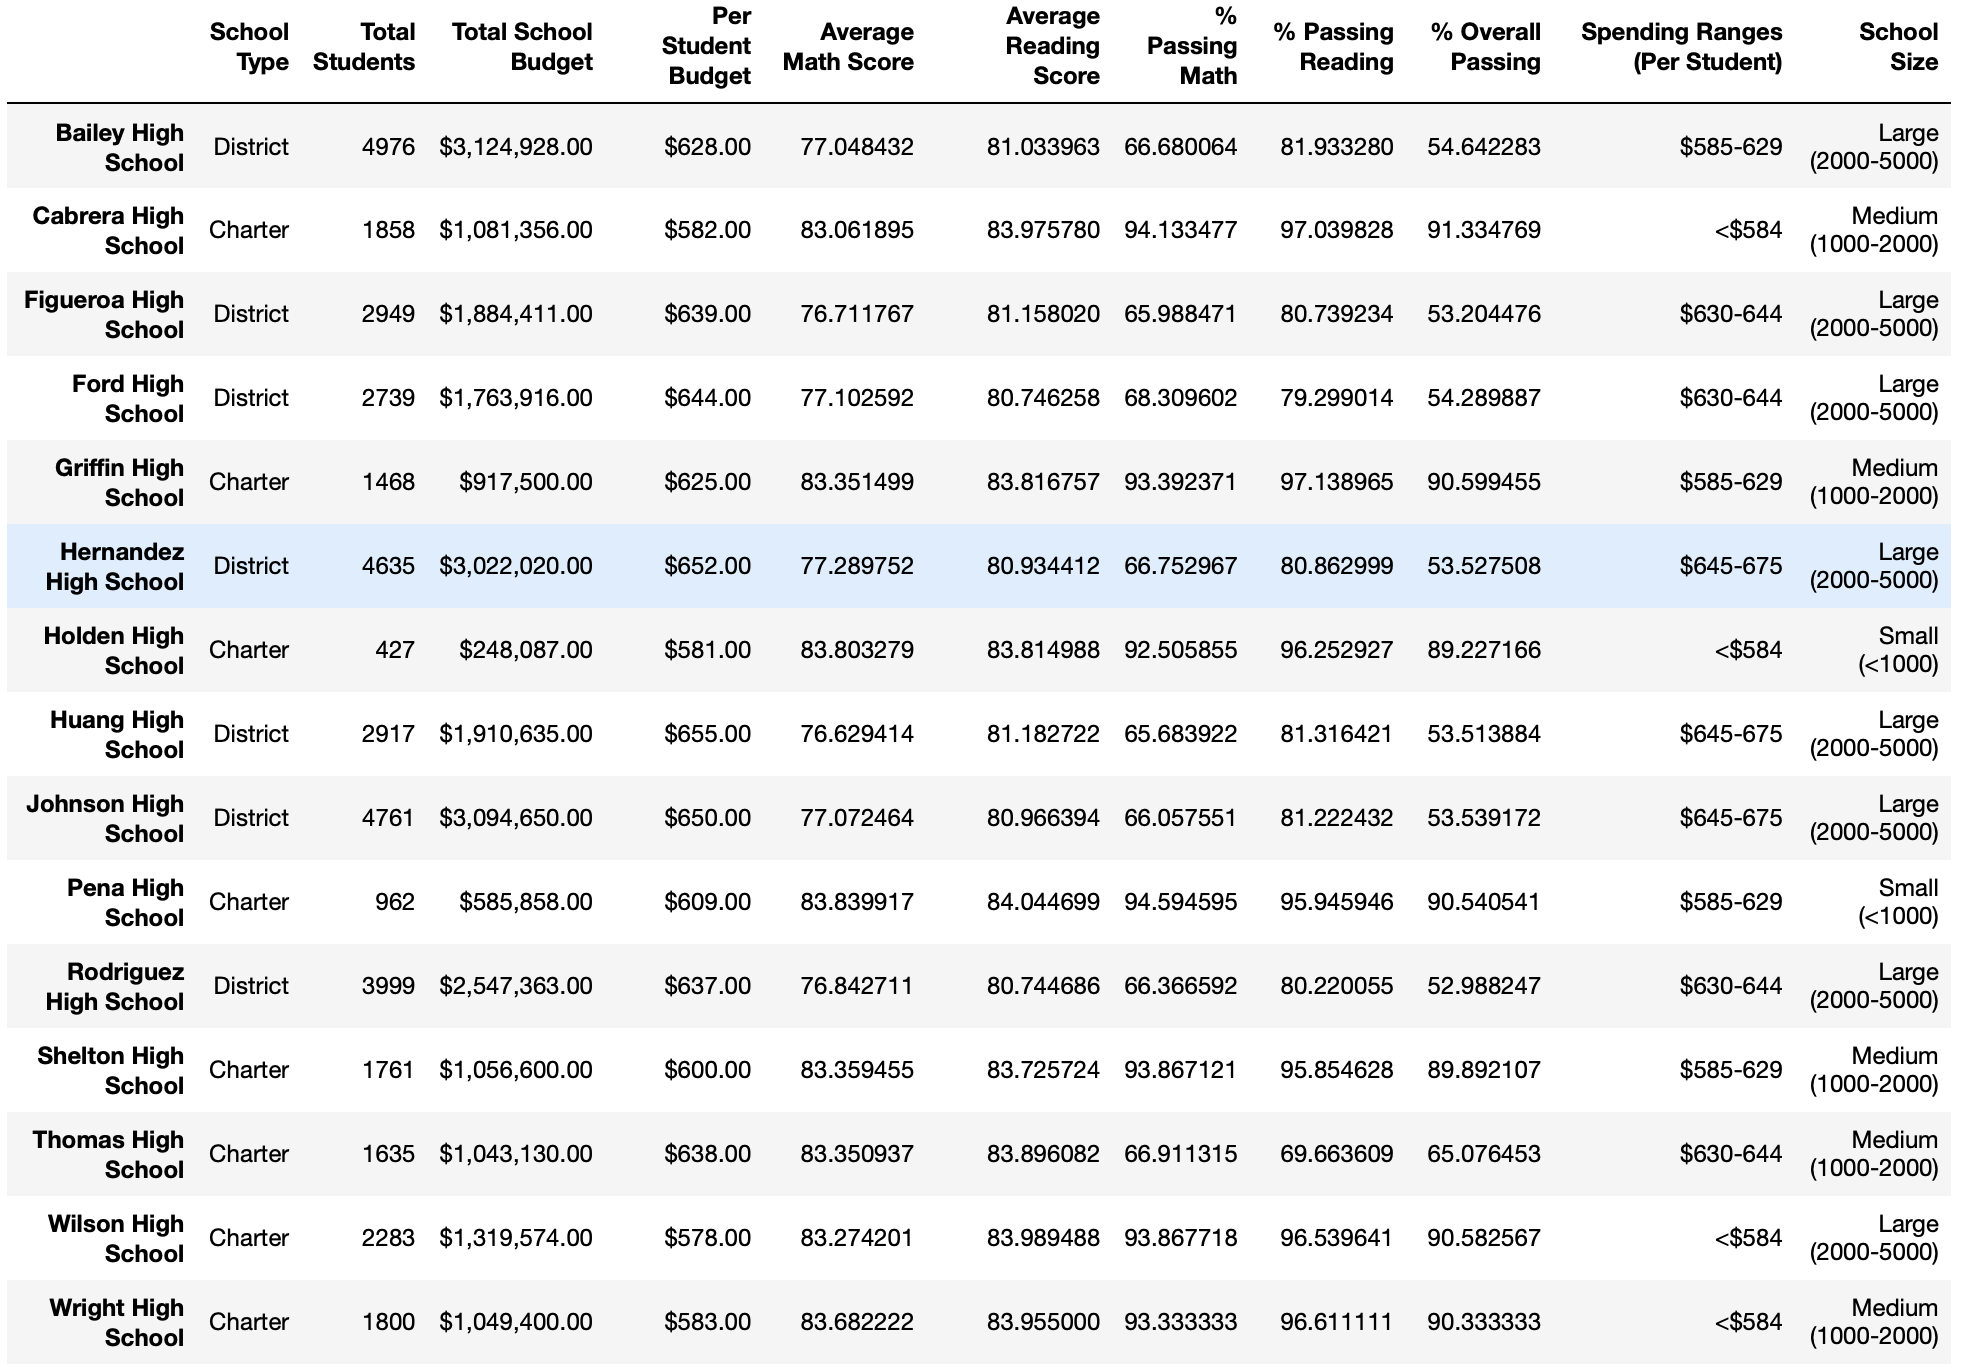 School Type Total Students Total School Budget Per Student Budget Average Math Score Average Reading Score % Passing Math % Passing Reading % Overall Passing Spending Ranges (Per Student) School Size
Bailey High School District 4976 $3,124,928.00 $628.00 77.048432 81.033963 66.680064 81.933280 54.642283 $585-629 Large (2000-5000)
Cabrera High School Charter 1858 $1,081,356.00 $582.00 83.061895 83.975780 94.133477 97.039828 91.334769 <$584 Medium (1000-2000)
Figueroa High School District 2949 $1,884,411.00 $639.00 76.711767 81.158020 65.988471 80.739234 53.204476 $630-644 Large (2000-5000)
Ford High School District 2739 $1,763,916.00 $644.00 77.102592 80.746258 68.309602 79.299014 54.289887 $630-644 Large (2000-5000)
Griffin High School Charter 1468 $917,500.00 $625.00 83.351499 83.816757 93.392371 97.138965 90.599455 $585-629 Medium (1000-2000)
Hernandez High School District 4635 $3,022,020.00 $652.00 77.289752 80.934412 66.752967 80.862999 53.527508 $645-675 Large (2000-5000)
Holden High School Charter 427 $248,087.00 $581.00 83.803279 83.814988 92.505855 96.252927 89.227166 <$584 Small (<1000)
Huang High School District 2917 $1,910,635.00 $655.00 76.629414 81.182722 65.683922 81.316421 53.513884 $645-675 Large (2000-5000)
Johnson High School District 4761 $3,094,650.00 $650.00 77.072464 80.966394 66.057551 81.222432 53.539172 $645-675 Large (2000-5000)
Pena High School Charter 962 $585,858.00 $609.00 83.839917 84.044699 94.594595 95.945946 90.540541 $585-629 Small (<1000)
Rodriguez High School District 3999 $2,547,363.00 $637.00 76.842711 80.744686 66.366592 80.220055 52.988247 $630-644 Large (2000-5000)
Shelton High School Charter 1761 $1,056,600.00 $600.00 83.359455 83.725724 93.867121 95.854628 89.892107 $585-629 Medium (1000-2000)
Thomas High School Charter 1635 $1,043,130.00 $638.00 83.350937 83.896082 66.911315 69.663609 65.076453 $630-644 Medium (1000-2000)
Wilson High School Charter 2283 $1,319,574.00 $578.00 83.274201 83.989488 93.867718 96.539641 90.582567 <$584 Large (2000-5000)
Wright High School Charter 1800 $1,049,400.00 $583.00 83.682222 83.955000 93.333333 96.611111 90.333333 <$584 Medium (1000-2000)